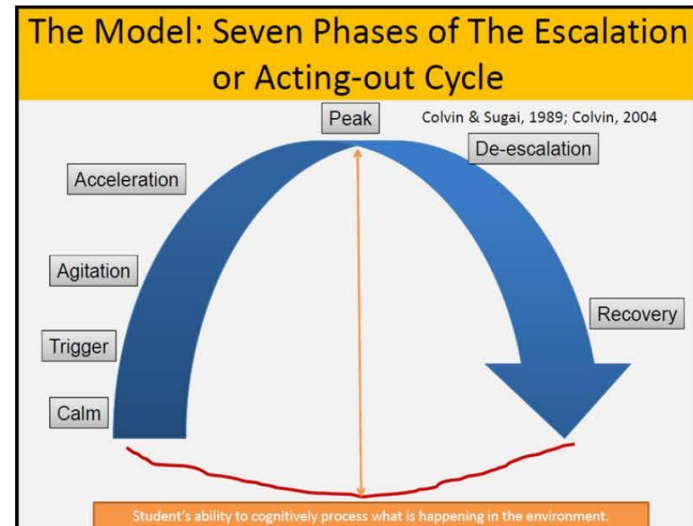 The Model: Seven Phases of The Escalation
or Acting-out Cycle
Peak
Colvin & Sugai, 1989; Colvin, 2004
De-escalation
Acceleration
Agitation
Recovery
Trigger
Calm
Student's ability to cognitively process what is happening in the environment.